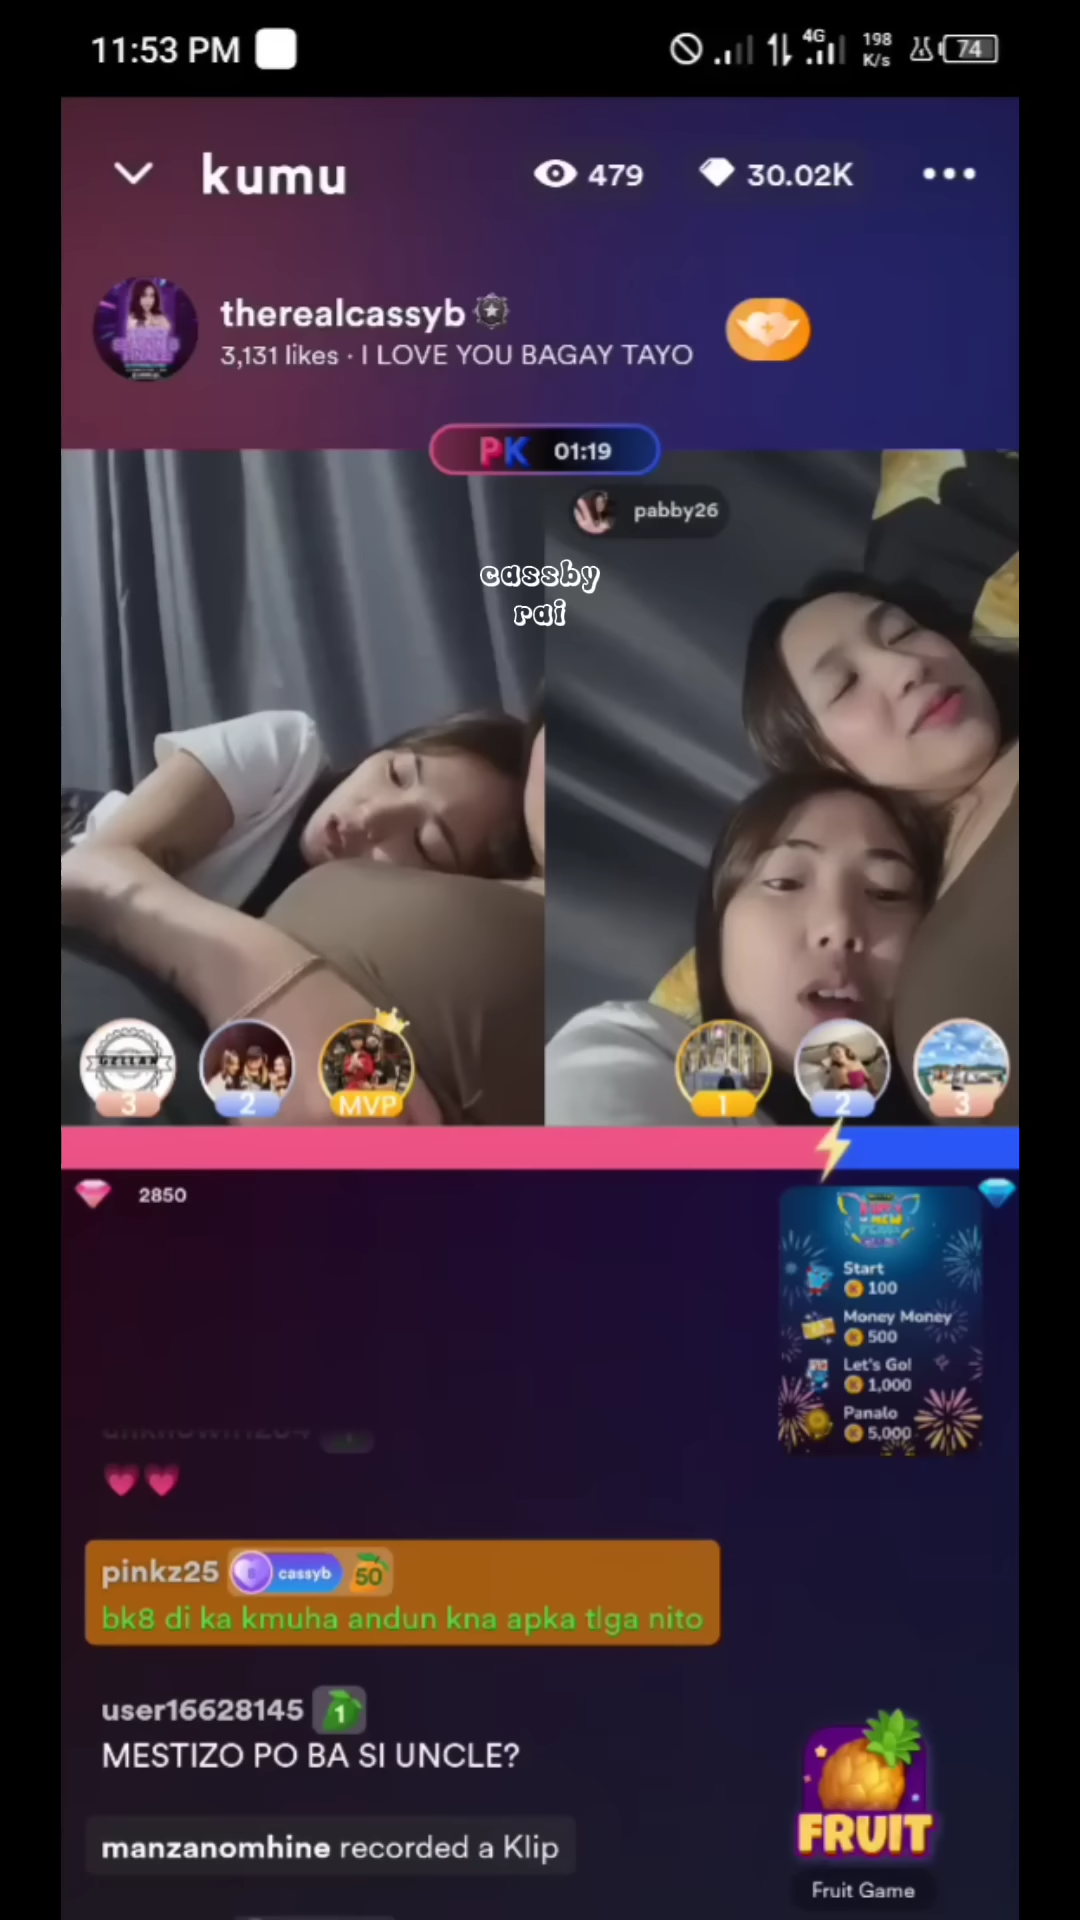 11:53 PM
4G
198
K/s
74
kumu
479
30.02K
therealcassyb
3,131 likes · I LOVE YOU BAGAY TAYO
PK 01:19
pabby26
cassby
rai
3
2
MVP
1
2
3
2850
Start
100
Money Money
500
Let's Go!
1,000
Panalo
5,000
pinkz25 cassyb 50
bk8 di ka kmuha andun kna apka tlga nito
user16628145 1
MESTIZO PO BA SI UNCLE?
manzanomhine recorded a Klip
FRUIT
Fruit Game